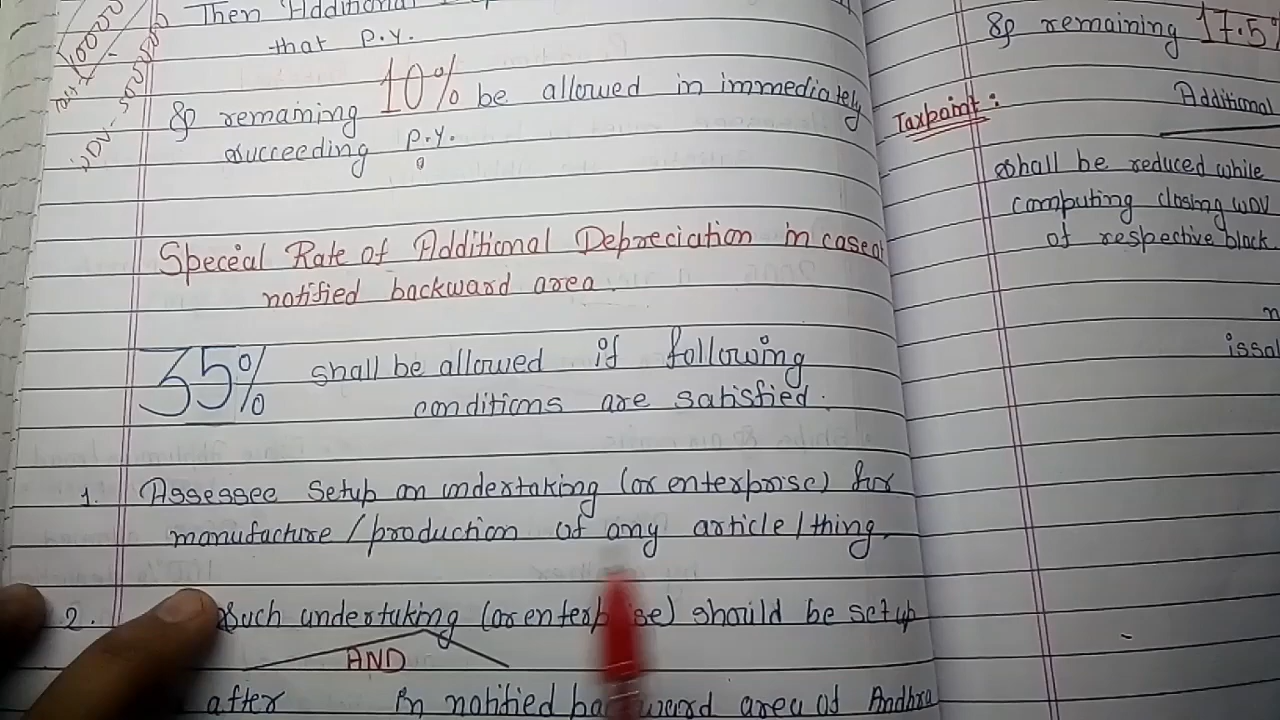 Then Additional
that P.Y.
& remaining 10% be allowed in immediately
succeeding P.Y.
Special Rate of Additional Depreciation in case of
notified backward area.
35% shall be allowed if following
conditions are satisfied.
1. Assessee Setup an undertaking (or enterprise) for
manufacture/production of any article/thing.
2. Such undertaking (or enterprise) should be setup
AND
after in notified backward area of Andhra
& remaining 17.5%
Taxpoint:
Additional
shall be reduced while
computing closing WDV
of respective block